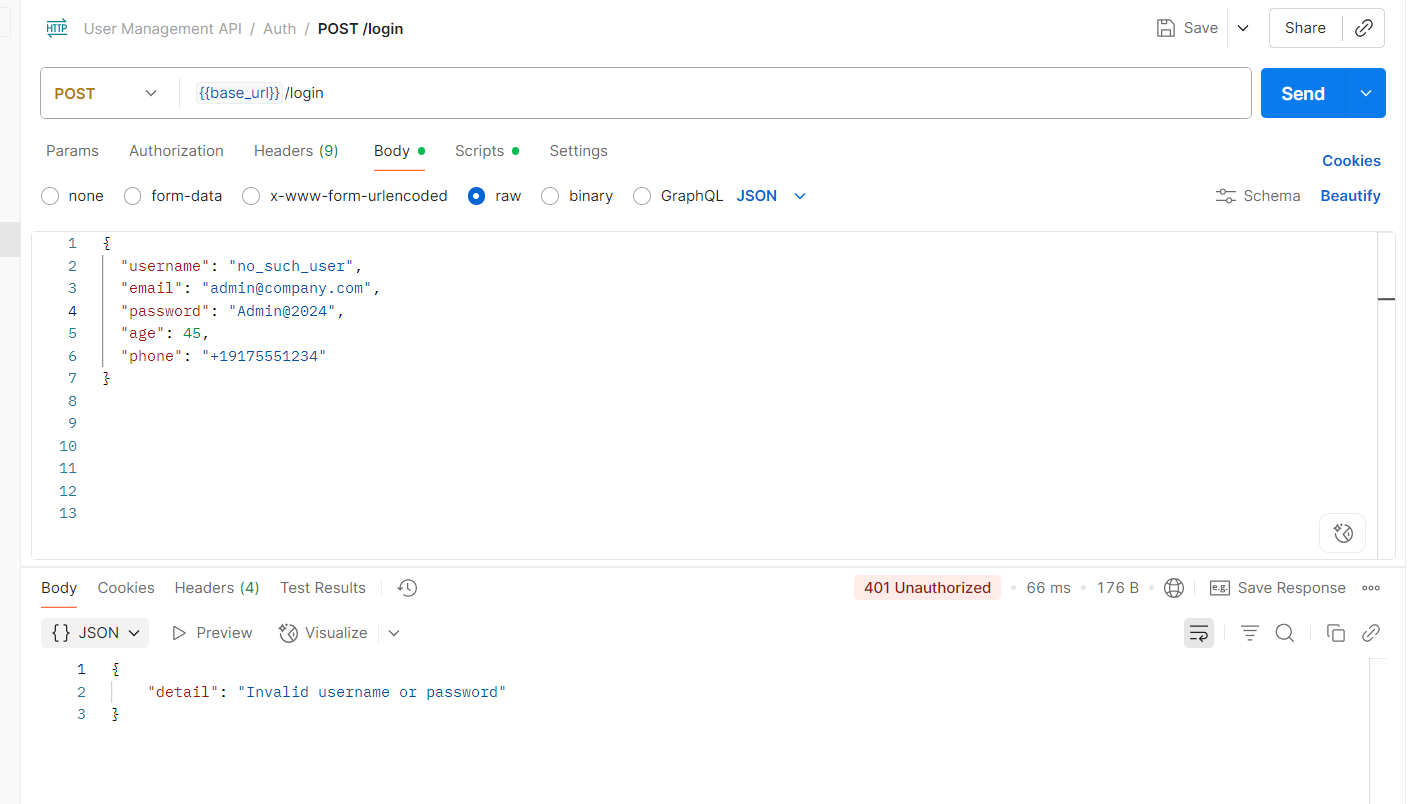 HTTP User Management API / Auth / POST /login Save Share
POST {{base_url}} /login Send
Params Authorization Headers (9) Body Scripts Settings Cookies
none form-data x-www-form-urlencoded raw binary GraphQL JSON Schema Beautify
1 {
2 "username": "no_such_user",
3 "email": "admin@company.com",
4 "password": "Admin@2024",
5 "age": 45,
6 "phone": "+19175551234"
7 }
8
9
10
11
12
13
Body Cookies Headers (4) Test Results 401 Unauthorized 66 ms 176 B e.g. Save Response
{} JSON Preview Visualize
1 {
2 "detail": "Invalid username or password"
3 }